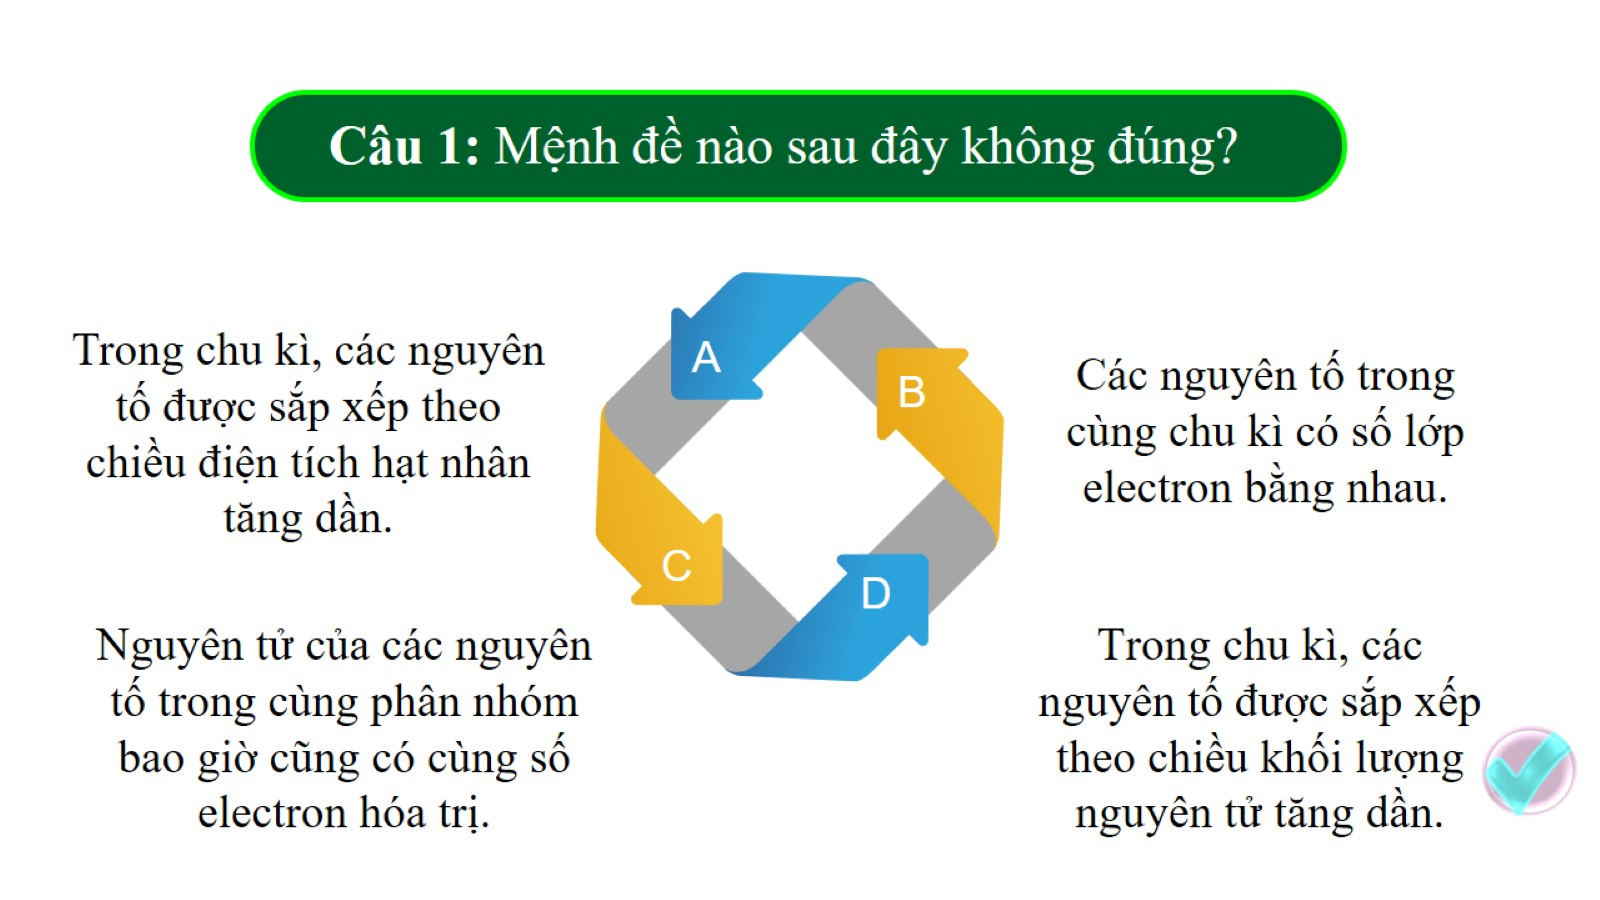 Câu 1: Mệnh đề nào sau đây không đúng?
A
Trong chu kì, các nguyên
tố được sắp xếp theo
chiều điện tích hạt nhân
tăng dần.
B
Các nguyên tố trong
cùng chu kì có số lớp
electron bằng nhau.
C
Nguyên tử của các nguyên
tố trong cùng phân nhóm
bao giờ cũng có cùng số
electron hóa trị.
D
Trong chu kì, các
nguyên tố được sắp xếp
theo chiều khối lượng
nguyên tử tăng dần.